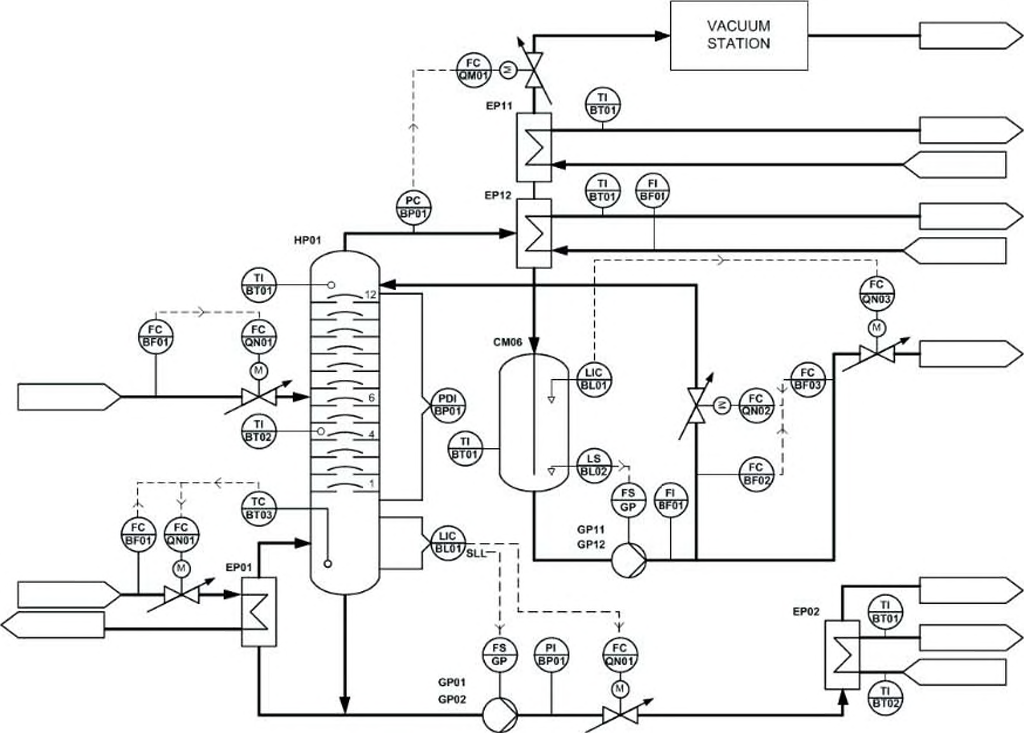 VACUUM
STATION
FC
QM01
M
EP11
TI
BT01
EP12
TI
BT01
FI
BF01
PC
BP01
HP01
TI
BT01
12
FC
QN03
M
FC
BF01
FC
QN01
M
CM06
LIC
BL01
FC
BF03
6
PDI
BP01
M
FC
QN02
TI
BT02
4
TI
BT01
LS
BL02
FC
BF02
1
TC
BT03
FS
GP
FI
BF01
FC
BF01
FC
QN01
M
LIC
BL01
SLL
GP11
GP12
EP01
EP02
TI
BT01
FS
GP
PI
BP01
FC
QN01
M
GP01
GP02
TI
BT02